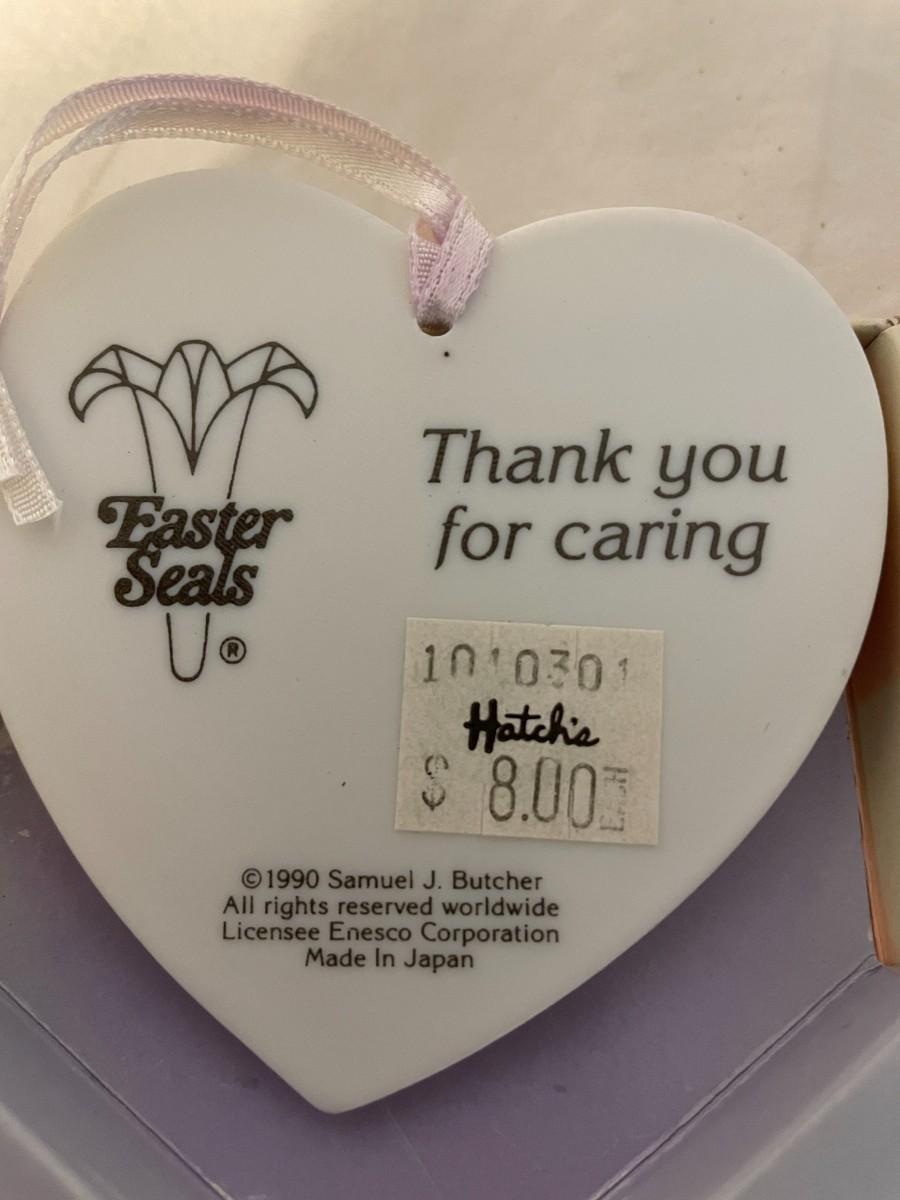 Easter
Seals
®
Thank you
for caring
Hatch's
$ 8.00 EACH
©1990 Samuel J. Butcher
All rights reserved worldwide
Licensee Enesco Corporation
Made In Japan